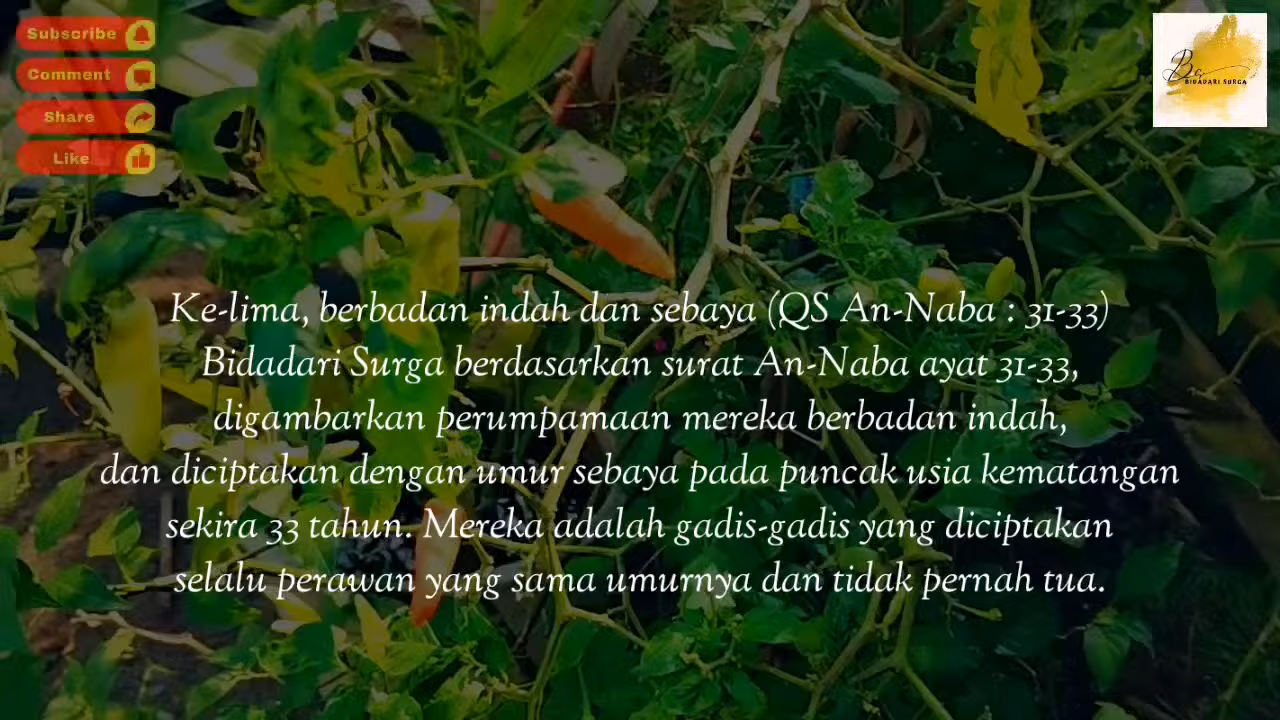 Subscribe
Comment
Share
Like
Bs
BIDADARI SURGA
Ke-lima, berbadan indah dan sebaya (QS An-Naba : 31-33)
Bidadari Surga berdasarkan surat An-Naba ayat 31-33,
digambarkan perumpamaan mereka berbadan indah,
dan diciptakan dengan umur sebaya pada puncak usia kematangan
sekira 33 tahun. Mereka adalah gadis-gadis yang diciptakan
selalu perawan yang sama umurnya dan tidak pernah tua.